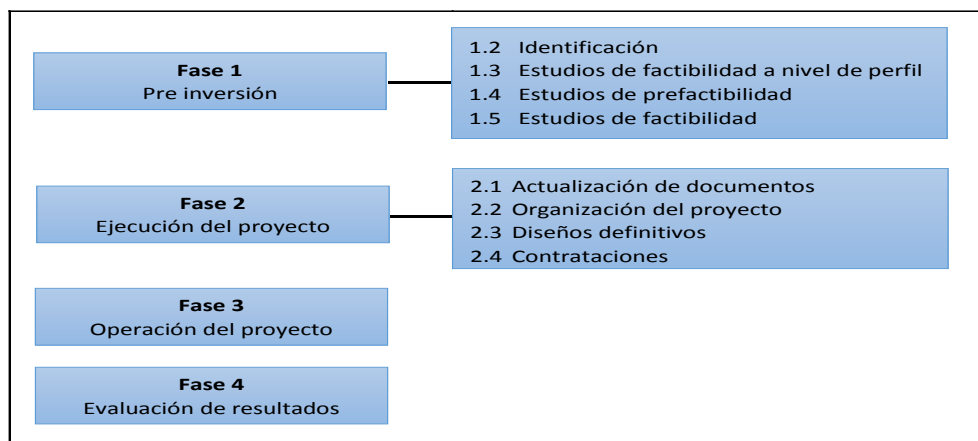 Fase 1
Pre inversión
1.2 Identificación
1.3 Estudios de factibilidad a nivel de perfil
1.4 Estudios de prefactibilidad
1.5 Estudios de factibilidad
Fase 2
Ejecución del proyecto
2.1 Actualización de documentos
2.2 Organización del proyecto
2.3 Diseños definitivos
2.4 Contrataciones
Fase 3
Operación del proyecto
Fase 4
Evaluación de resultados